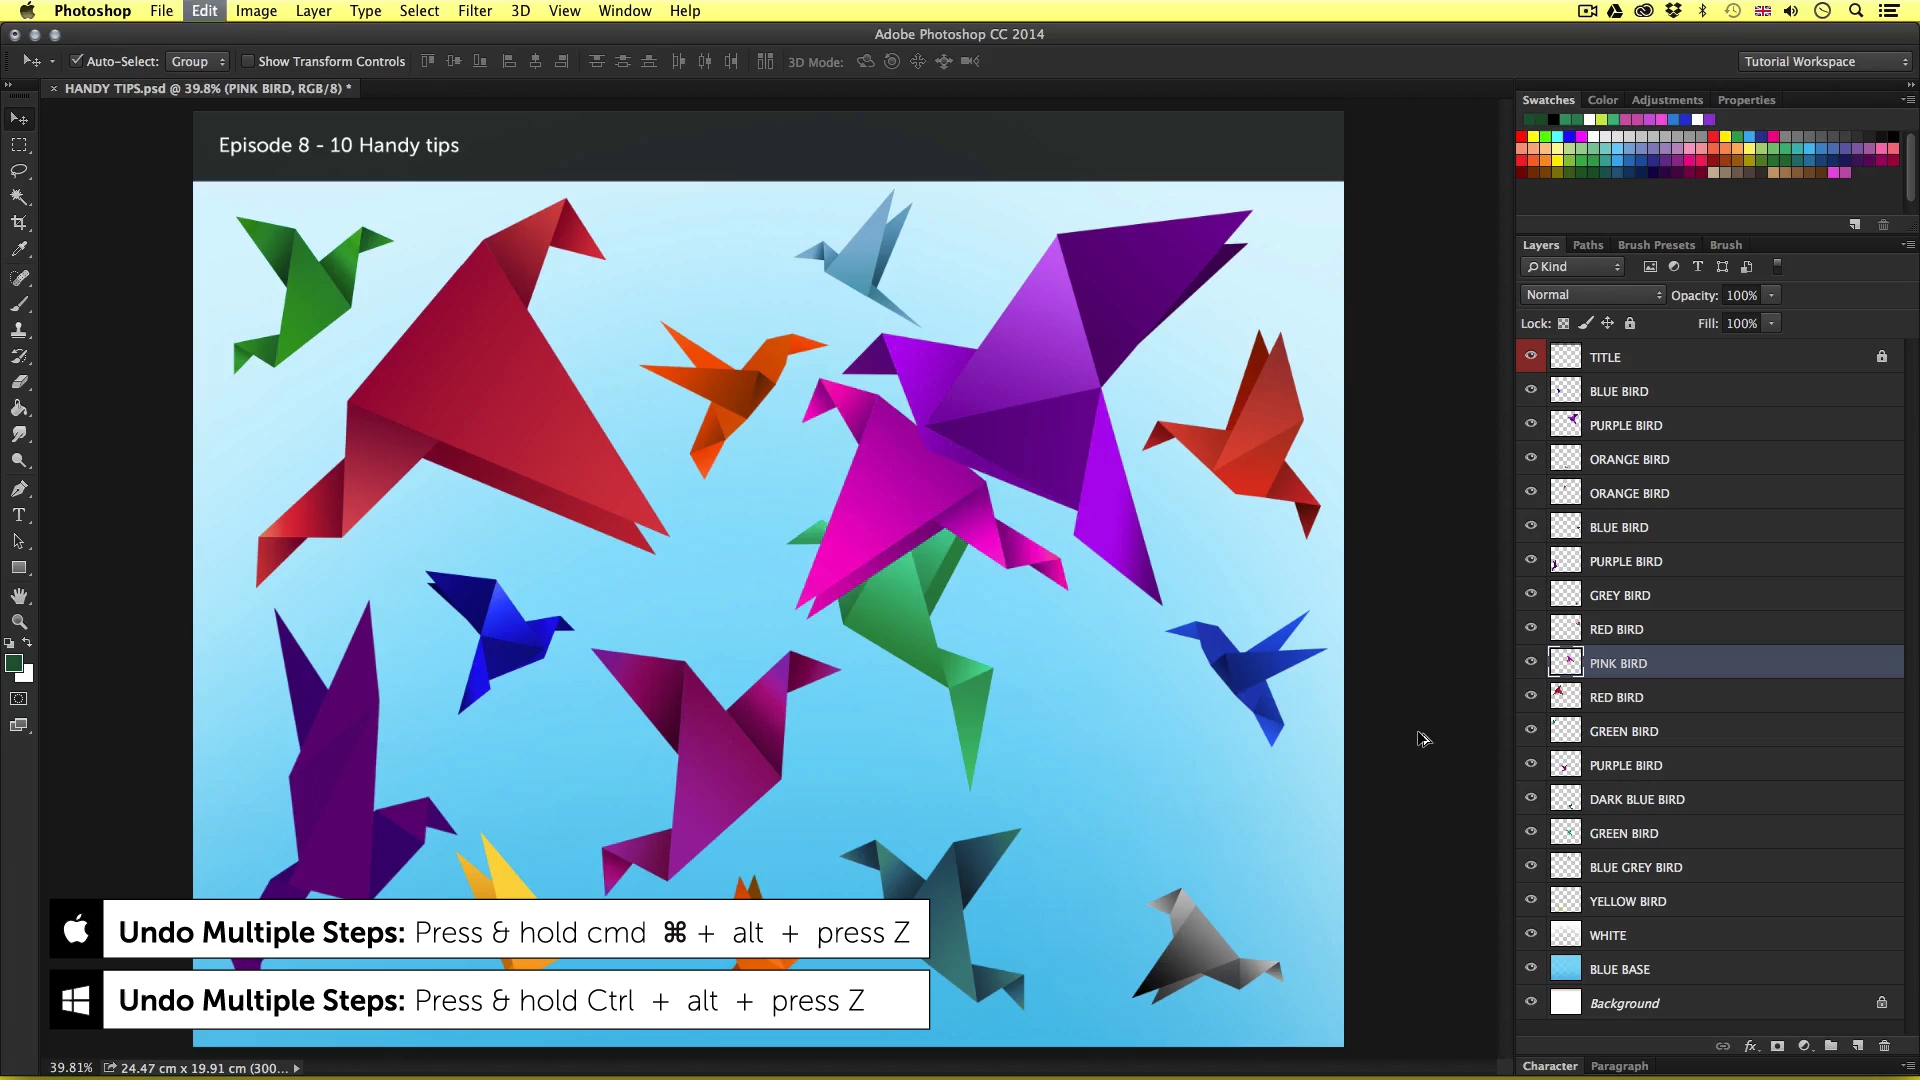 Photoshop File Edit Image Layer Type Select Filter 3D View Window Help
Adobe Photoshop CC 2014
Auto-Select: Group Show Transform Controls 3D Mode: Tutorial Workspace
× HANDY TIPS.psd @ 39.8% (PINK BIRD, RGB/8) *
Swatches Color Adjustments Properties
Episode 8 - 10 Handy tips
Layers Paths Brush Presets Brush
Kind
Normal Opacity: 100%
Lock: Fill: 100%
TITLE
BLUE BIRD
PURPLE BIRD
ORANGE BIRD
ORANGE BIRD
BLUE BIRD
PURPLE BIRD
GREY BIRD
RED BIRD
PINK BIRD
RED BIRD
GREEN BIRD
PURPLE BIRD
DARK BLUE BIRD
GREEN BIRD
BLUE GREY BIRD
YELLOW BIRD
WHITE
BLUE BASE
Background
Undo Multiple Steps: Press & hold cmd ⌘ + alt + press Z
Undo Multiple Steps: Press & hold Ctrl + alt + press Z
39.81% 24.47 cm x 19.91 cm (300...
Character Paragraph